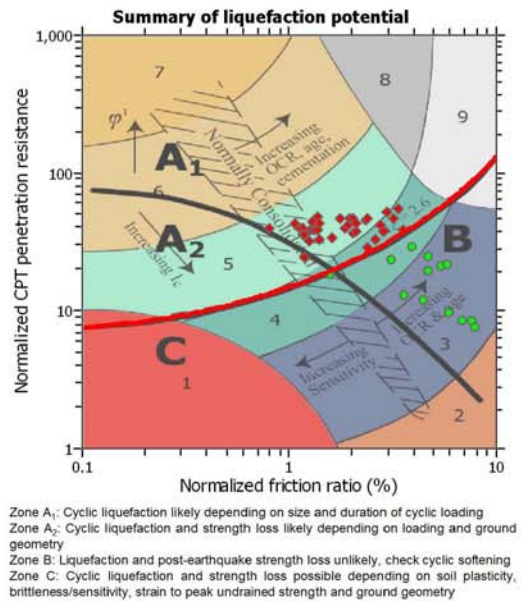 Summary of liquefaction potential
1,000
7
8
9
φ'
A1
Normally Consoli
Increasing
OCR, age,
cementation
100
6
A2
Increasing Ic
= 2.6
B
5
10
4
Increasing
OCR & age
C
1
Increasing
Sensitivity
3
2
1
0.1
1
10
Normalized CPT penetration resistance
Normalized friction ratio (%)
Zone A1: Cyclic liquefaction likely depending on size and duration of cyclic loading
Zone A2: Cyclic liquefaction and strength loss likely depending on loading and ground
geometry
Zone B: Liquefaction and post-earthquake strength loss unlikely, check cyclic softening
Zone C: Cyclic liquefaction and strength loss possible depending on soil plasticity,
brittleness/sensitivity, strain to peak undrained strength and ground geometry